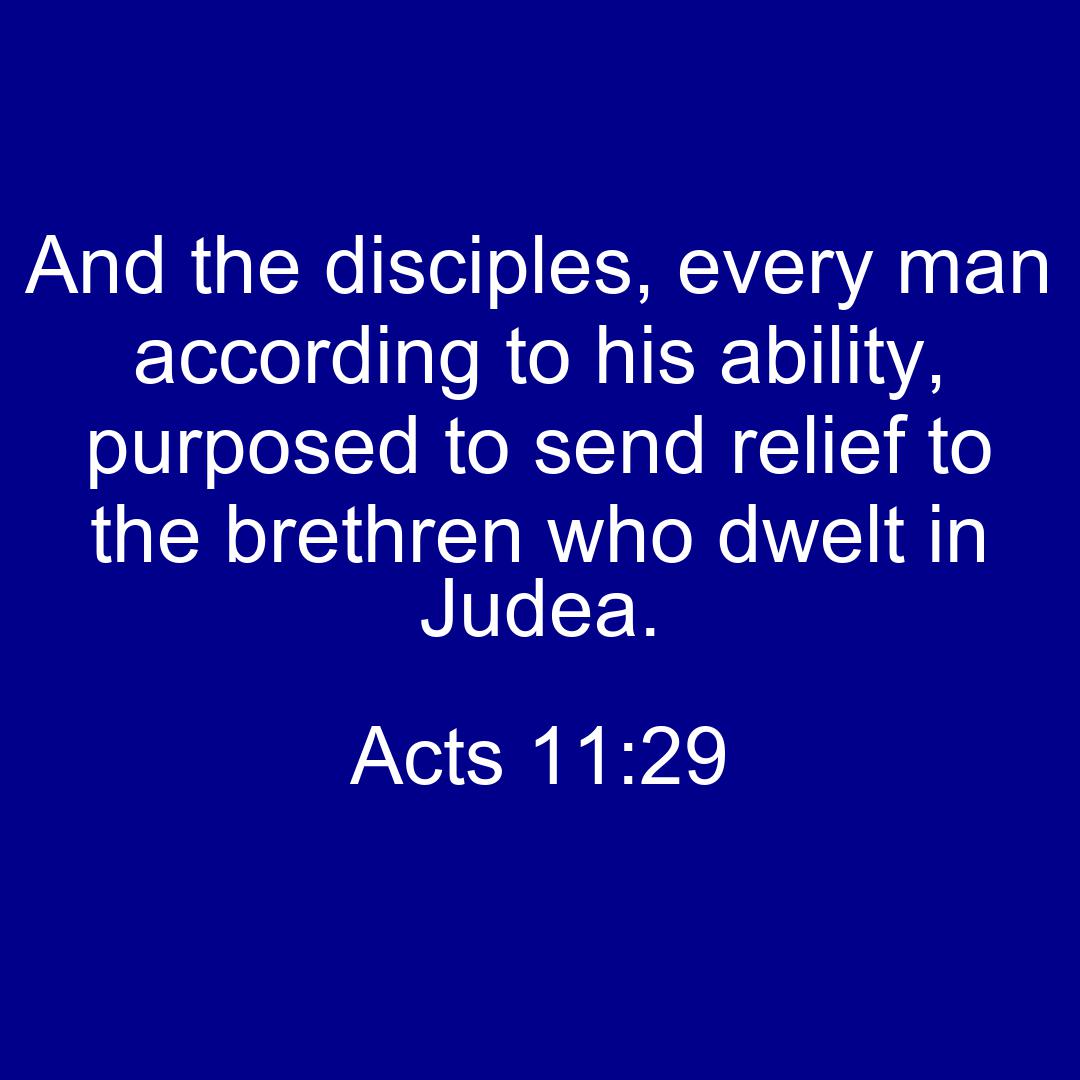 And the disciples, every man
according to his ability,
purposed to send relief to
the brethren who dwelt in
Judea.
Acts 11:29